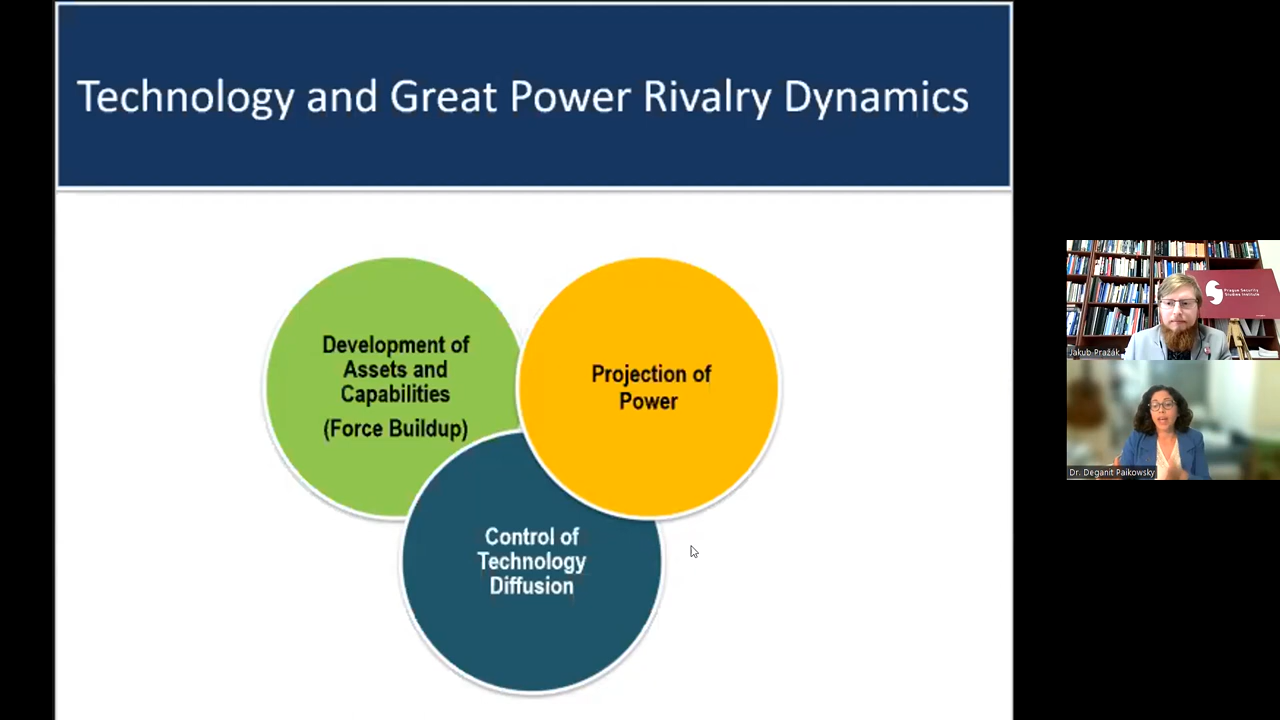 Technology and Great Power Rivalry Dynamics
Development of
Assets and
Capabilities
(Force Buildup)
Projection of
Power
Control of
Technology
Diffusion
Prague Security
Studies Institute
Jakub Pražák
Dr. Deganit Paikowsky